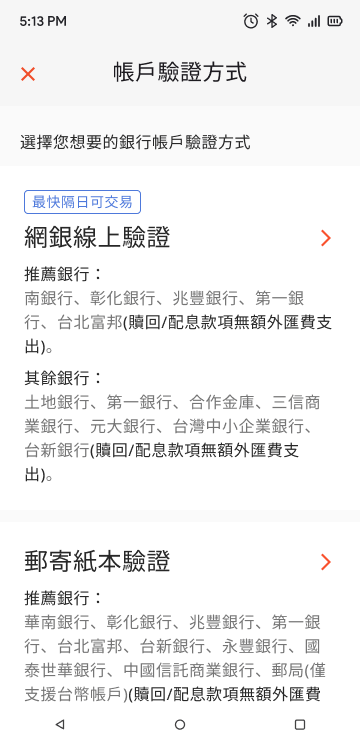 5:13 PM
帳戶驗證方式
選擇您想要的銀行帳戶驗證方式
最快隔日可交易
網銀線上驗證
推薦銀行：
南銀行、彰化銀行、兆豐銀行、第一銀
行、台北富邦(贖回/配息款項無額外匯費支
出)。
其餘銀行：
土地銀行、第一銀行、合作金庫、三信商
業銀行、元大銀行、台灣中小企業銀行、
台新銀行(贖回/配息款項無額外匯費支
出)。
郵寄紙本驗證
推薦銀行：
華南銀行、彰化銀行、兆豐銀行、第一銀
行、台北富邦、台新銀行、永豐銀行、國
泰世華銀行、中國信託商業銀行、郵局(僅
支援台幣帳戶)(贖回/配息款項無額外匯費